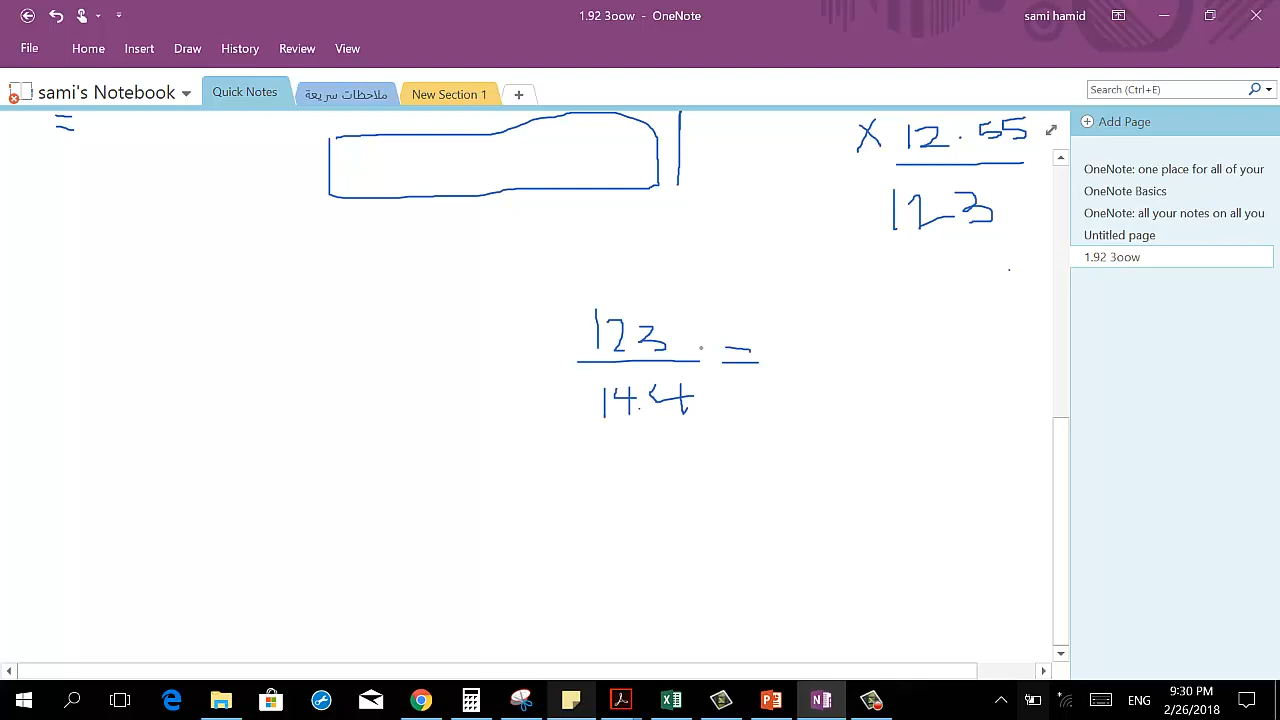 1.92 3oow - OneNote
sami hamid
File Home Insert Draw History Review View
sami's Notebook Quick Notes ملاحظات سريعة New Section 1 +
Search (Ctrl+E)
Add Page
OneNote: one place for all of your
OneNote Basics
OneNote: all your notes on all you
Untitled page
1.92 3oow
=
X 12.55
123
123 =
14.4
ENG
9:30 PM
2/26/2018